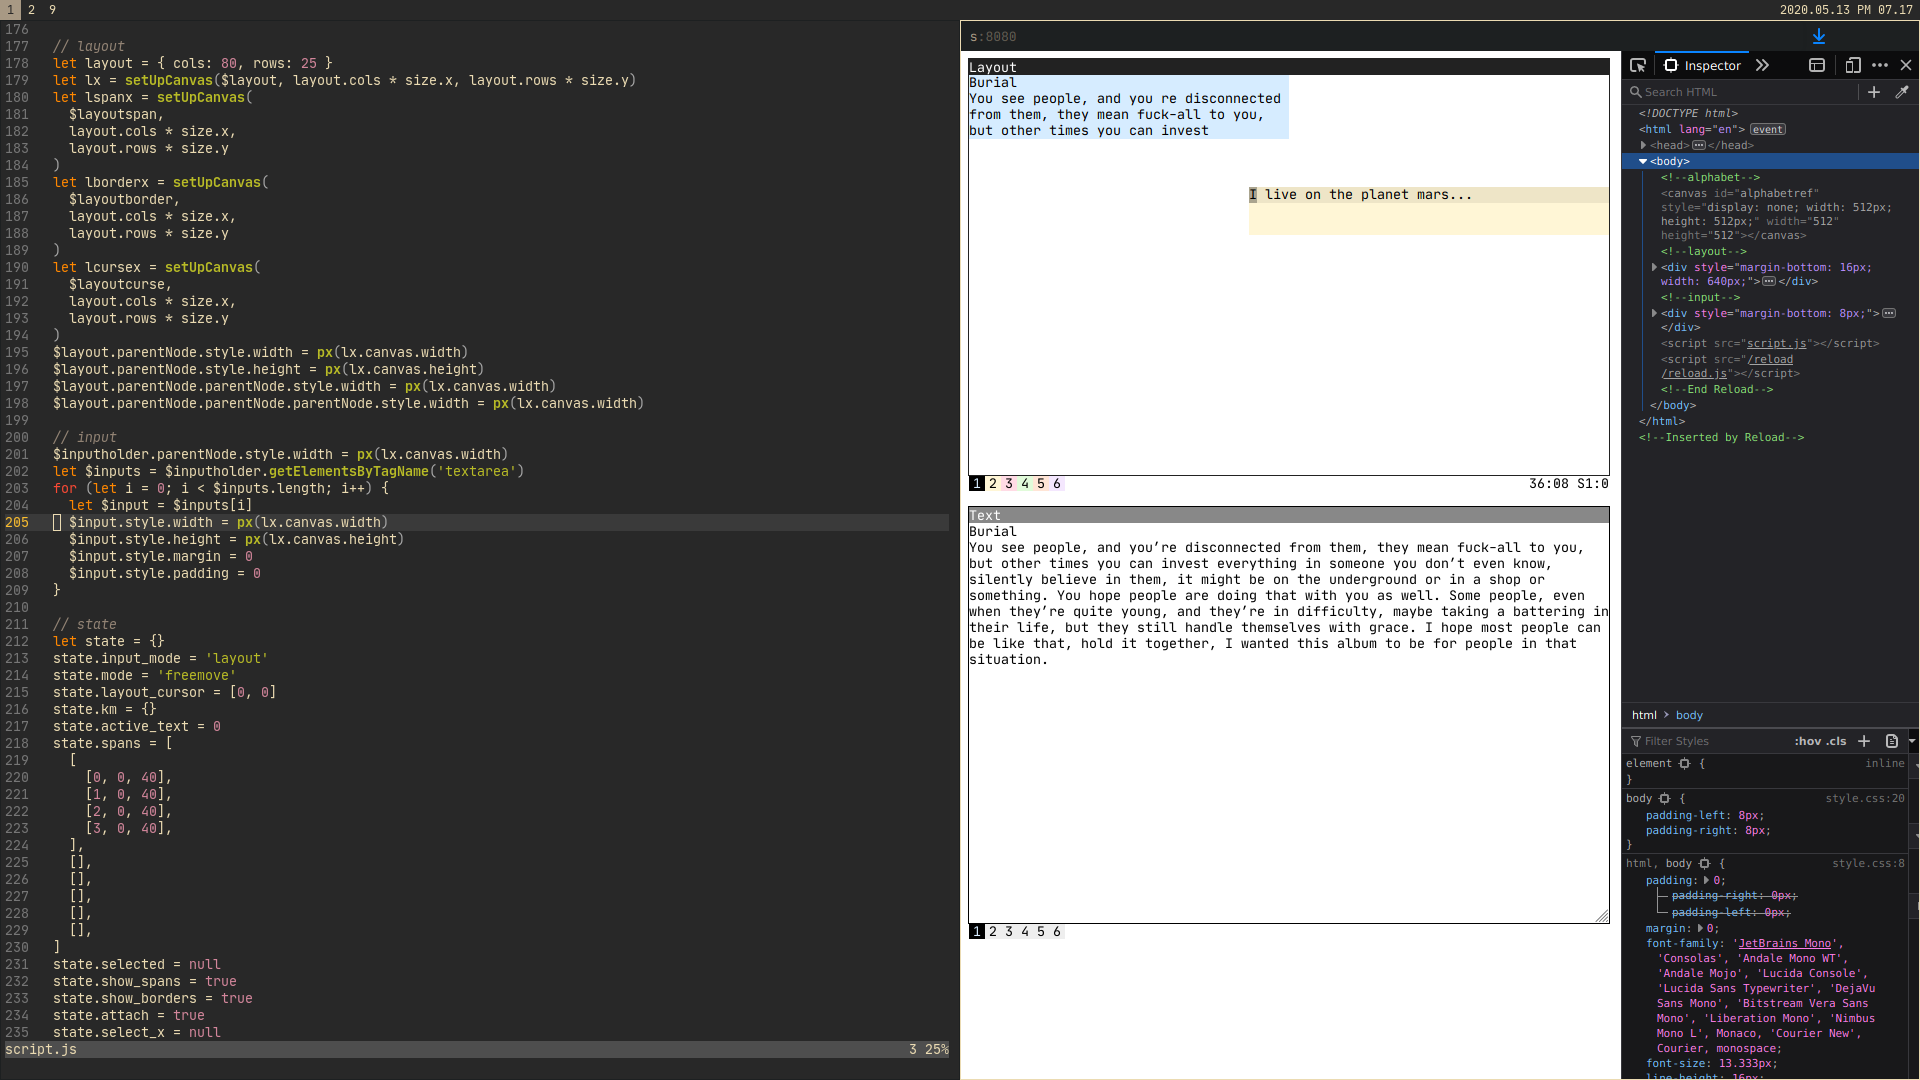 1 2 9
2020.05.13 PM 07.17
176
177 // layout
178 let layout = { cols: 80, rows: 25 }
179 let lx = setUpCanvas($layout, layout.cols * size.x, layout.rows * size.y)
180 let lspanx = setUpCanvas(
181 $layoutspan,
182 layout.cols * size.x,
183 layout.rows * size.y
184 )
185 let lborderx = setUpCanvas(
186 $layoutborder,
187 layout.cols * size.x,
188 layout.rows * size.y
189 )
190 let lcursex = setUpCanvas(
191 $layoutcurse,
192 layout.cols * size.x,
193 layout.rows * size.y
194 )
195 $layout.parentNode.style.width = px(lx.canvas.width)
196 $layout.parentNode.style.height = px(lx.canvas.height)
197 $layout.parentNode.parentNode.style.width = px(lx.canvas.width)
198 $layout.parentNode.parentNode.parentNode.style.width = px(lx.canvas.width)
199
200 // input
201 $inputholder.parentNode.style.width = px(lx.canvas.width)
202 let $inputs = $inputholder.getElementsByTagName('textarea')
203 for (let i = 0; i < $inputs.length; i++) {
204 let $input = $inputs[i]
205 $input.style.width = px(lx.canvas.width)
206 $input.style.height = px(lx.canvas.height)
207 $input.style.margin = 0
208 $input.style.padding = 0
209 }
210
211 // state
212 let state = {}
213 state.input_mode = 'layout'
214 state.mode = 'freemove'
215 state.layout_cursor = [0, 0]
216 state.km = {}
217 state.active_text = 0
218 state.spans = [
219 [
220 [0, 0, 40],
221 [1, 0, 40],
222 [2, 0, 40],
223 [3, 0, 40],
224 ],
225 [],
226 [],
227 [],
228 [],
229 [],
230 ]
231 state.selected = null
232 state.show_spans = true
233 state.show_borders = true
234 state.attach = true
235 state.select_x = null
script.js 3 25%
s:8080
Layout
Burial
You see people, and you re disconnected
from them, they mean fuck-all to you,
but other times you can invest
I live on the planet mars...
1 2 3 4 5 6 36:08 S1:0
Text
Burial
You see people, and you’re disconnected from them, they mean fuck-all to you,
but other times you can invest everything in someone you don’t even know,
silently believe in them, it might be on the underground or in a shop or
something. You hope people are doing that with you as well. Some people, even
when they’re quite young, and they’re in difficulty, maybe taking a battering in
their life, but they still handle themselves with grace. I hope most people can
be like that, hold it together, I wanted this album to be for people in that
situation.
1 2 3 4 5 6
Inspector
Search HTML
<!DOCTYPE html>
<html lang="en"> event
<head></head>
<body>
<!--alphabet-->
<canvas id="alphabetref"
style="display: none; width: 512px;
height: 512px;" width="512"
height="512"></canvas>
<!--layout-->
<div style="margin-bottom: 16px;
width: 640px;"></div>
<!--input-->
<div style="margin-bottom: 8px;">
</div>
<script src="script.js"></script>
<script src="/reload
/reload.js"></script>
<!--End Reload-->
</body>
</html>
<!--Inserted by Reload-->
html > body
Filter Styles :hov .cls
element { inline
}
body { style.css:20
padding-left: 8px;
padding-right: 8px;
}
html, body { style.css:8
padding: 0;
padding-right: 0px;
padding-left: 0px;
margin: 0;
font-family: 'JetBrains Mono',
'Consolas', 'Andale Mono WT',
'Andale Mojo', 'Lucida Console',
'Lucida Sans Typewriter', 'DejaVu
Sans Mono', 'Bitstream Vera Sans
Mono', 'Liberation Mono', 'Nimbus
Mono L', Monaco, 'Courier New',
Courier, monospace;
font-size: 13.333px;
line-height: 16px;